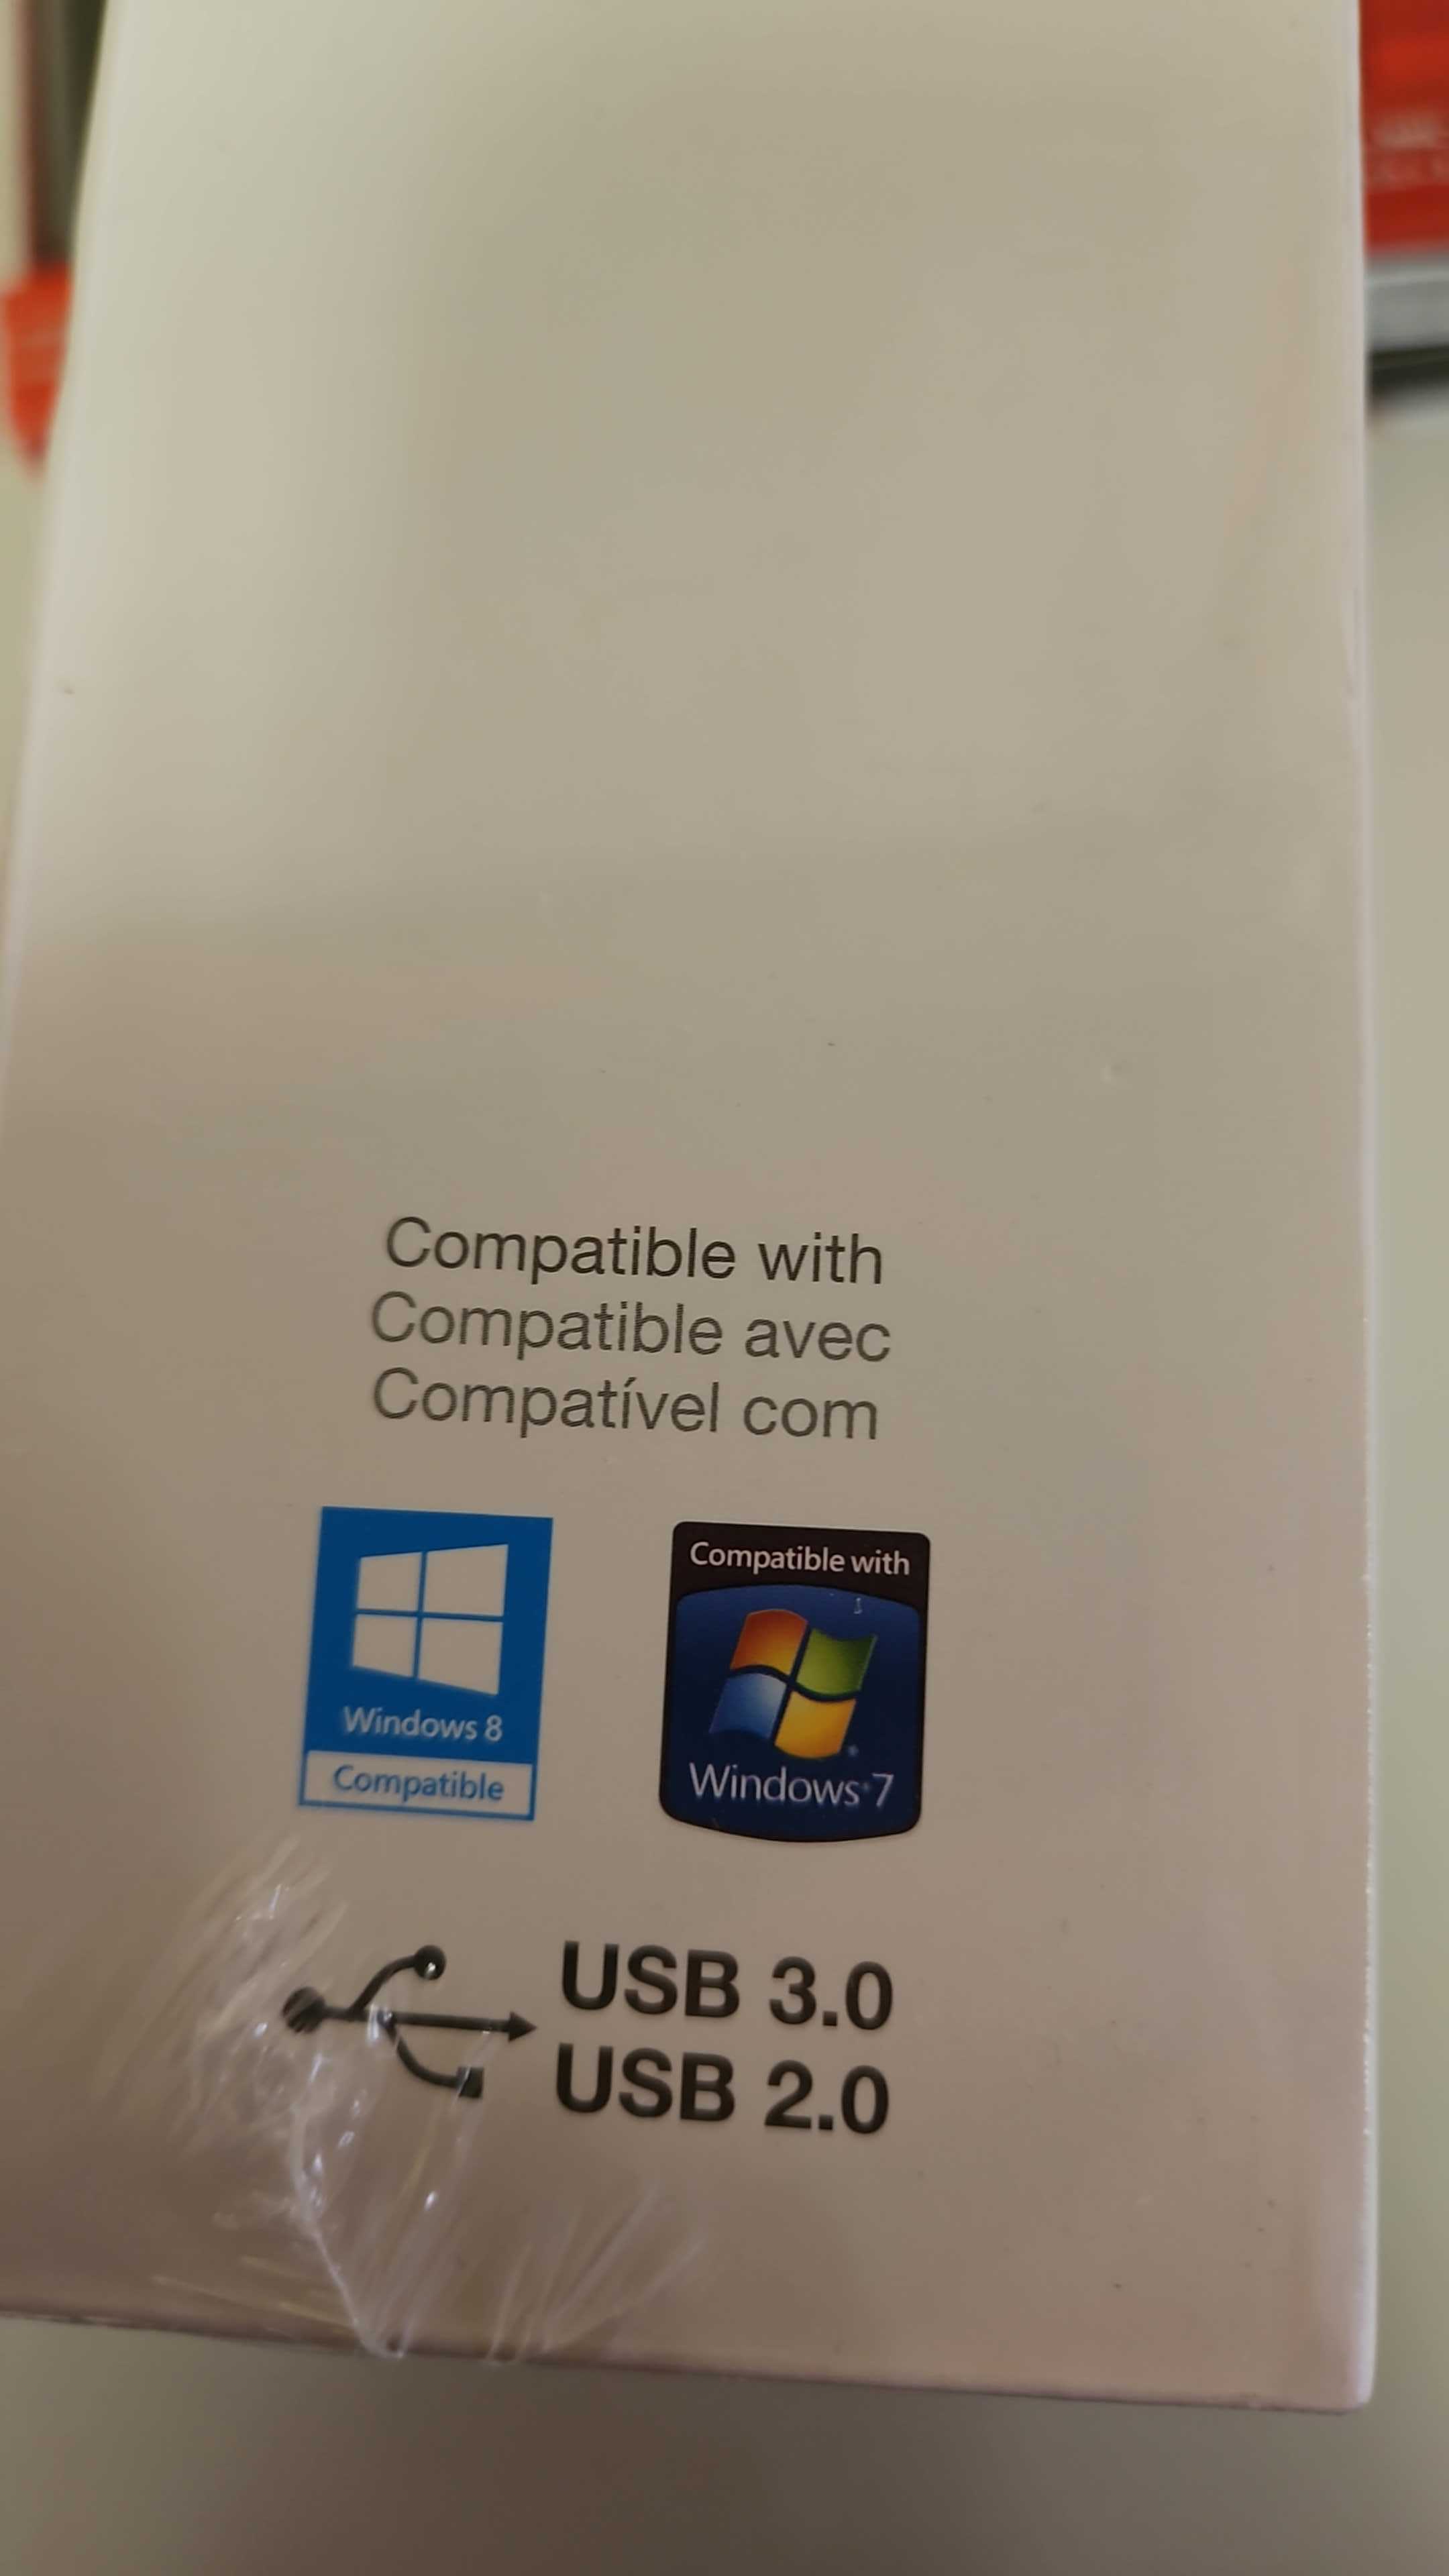 Compatible with
Compatible avec
Compatível com
Windows 8
Compatible
Compatible with
Windows 7
USB 3.0
USB 2.0